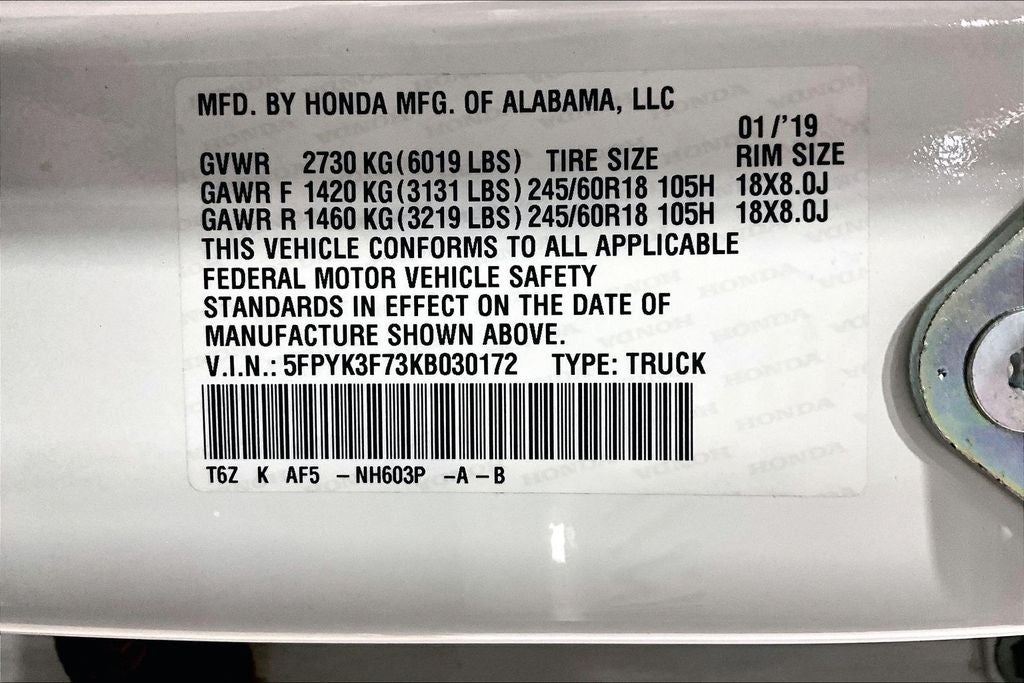 MFD. BY HONDA MFG. OF ALABAMA, LLC
01/'19
GVWR 2730 KG(6019 LBS) TIRE SIZE RIM SIZE
GAWR F 1420 KG(3131 LBS) 245/60R18 105H 18X8.0J
GAWR R 1460 KG(3219 LBS) 245/60R18 105H 18X8.0J
THIS VEHICLE CONFORMS TO ALL APPLICABLE
FEDERAL MOTOR VEHICLE SAFETY
STANDARDS IN EFFECT ON THE DATE OF
MANUFACTURE SHOWN ABOVE.
V.I.N.: 5FPYK3F73KB030172 TYPE: TRUCK
T6Z K AF5 -NH603P -A-B